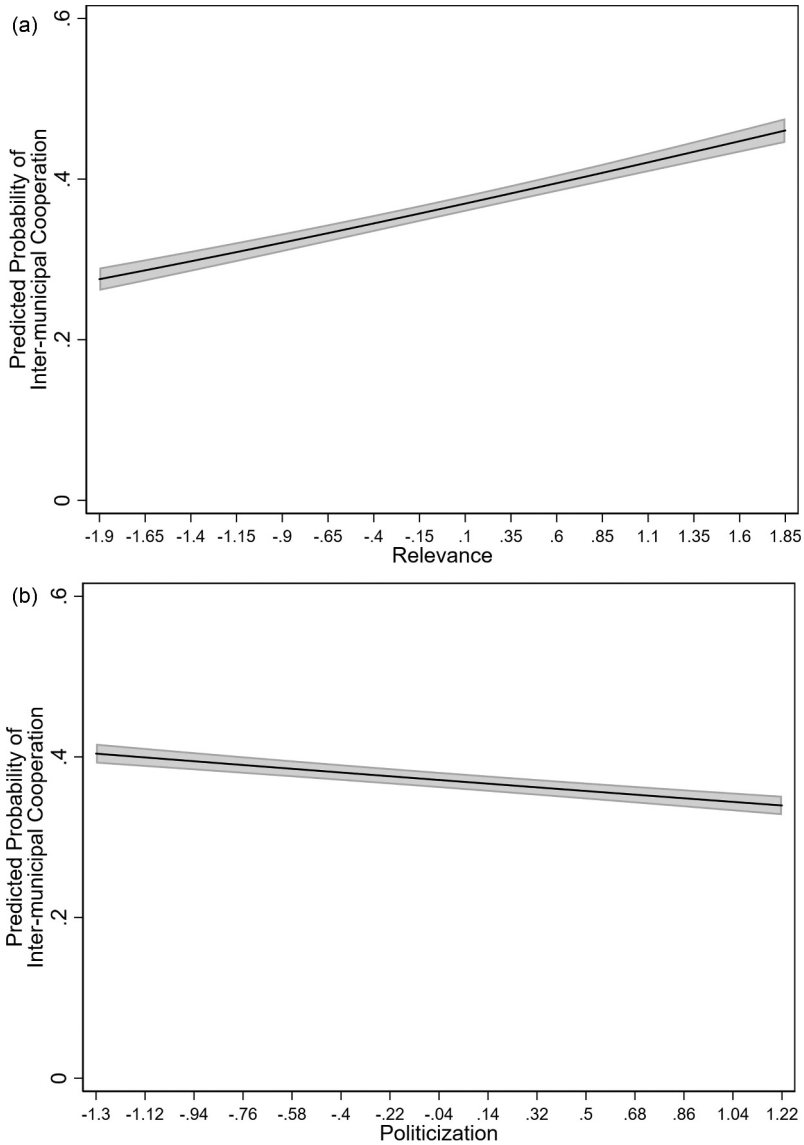 (a)
Predicted Probability of
Inter-municipal Cooperation
.6
.4
.2
0
-1.9 -1.65 -1.4 -1.15 -.9 -.65 -.4 -.15 .1 .35 .6 .85 1.1 1.35 1.6 1.85
Relevance
(b)
Predicted Probability of
Inter-municipal Cooperation
.6
.4
.2
0
-1.3 -1.12 -.94 -.76 -.58 -.4 -.22 -.04 .14 .32 .5 .68 .86 1.04 1.22
Politicization